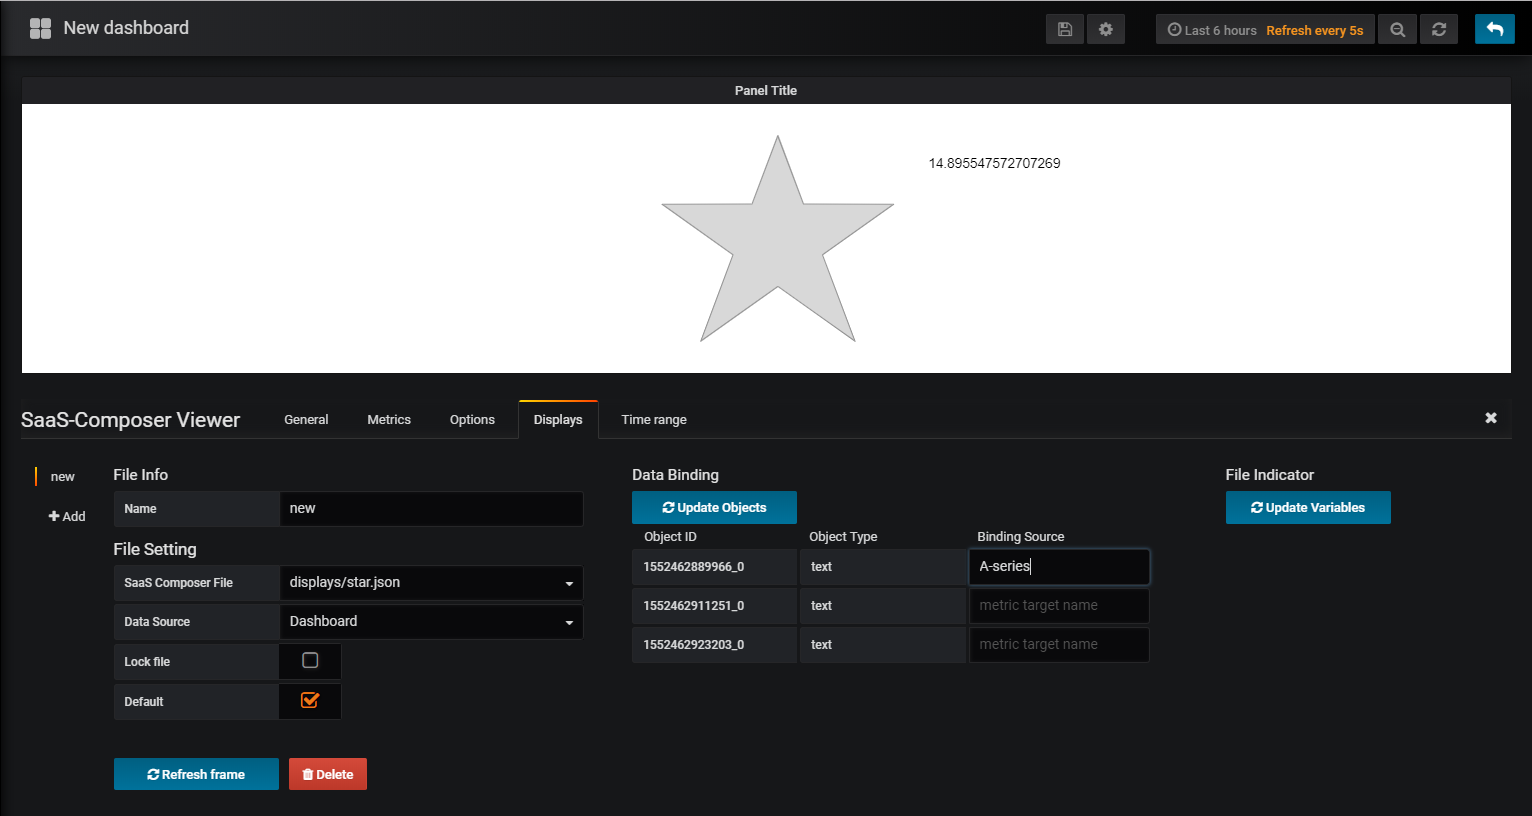 New dashboard
Last 6 hours Refresh every 5s
Panel Title
14.895547572707269
SaaS-Composer Viewer General Metrics Options Displays Time range
new
Add
File Info
Name new
File Setting
SaaS Composer File displays/star.json
Data Source Dashboard
Lock file
Default
Refresh frame Delete
Data Binding
Update Objects
Object ID Object Type Binding Source
1552462889966_0 text A-series
1552462911251_0 text metric target name
1552462923203_0 text metric target name
File Indicator
Update Variables